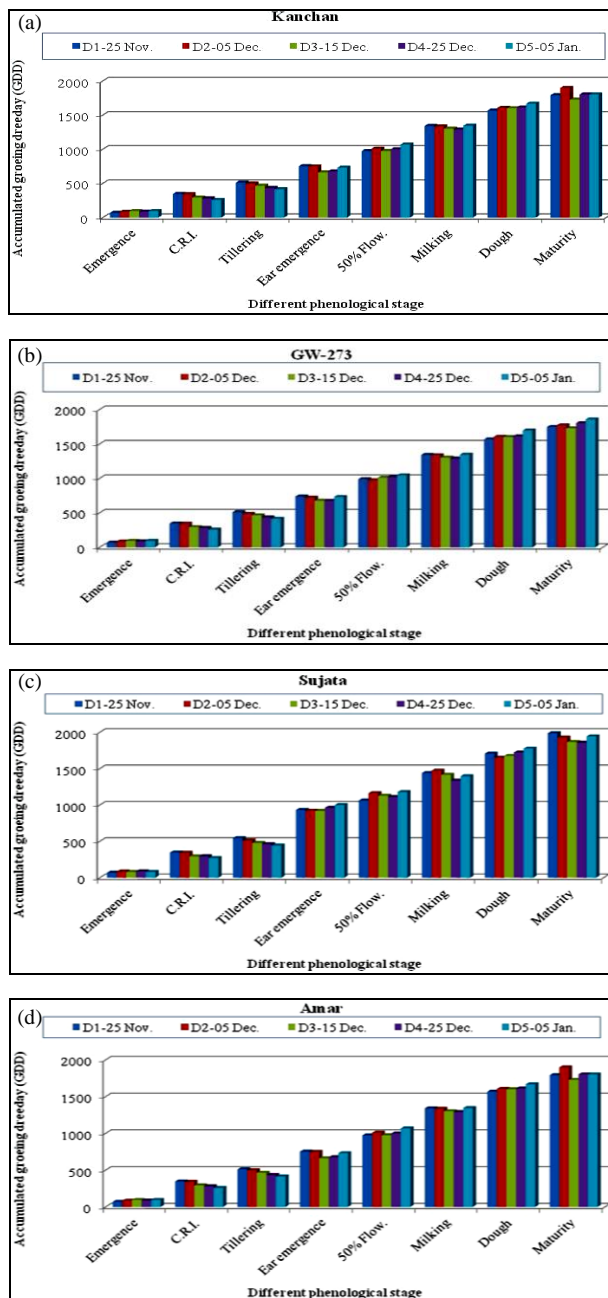 (a)
Kanchan
D1-25 Nov. D2-05 Dec. D3-15 Dec. D4-25 Dec. D5-05 Jan.
Accumulated groeing dreeday (GDD)
2000
1500
1000
500
0
Emergence C.R.I. Tillering Ear emergence 50% Flow. Milking Dough Maturity
Different phenological stage
(b)
GW-273
D1-25 Nov. D2-05 Dec. D3-15 Dec. D4-25 Dec. D5-05 Jan.
Accumulated groeing dreeday (GDD)
2000
1500
1000
500
0
Emergence C.R.I. Tillering Ear emergence 50% Flow. Milking Dough Maturity
Different phenological stage
(c)
Sujata
D1-25 Nov. D2-05 Dec. D3-15 Dec. D4-25 Dec. D5-05 Jan.
Accumulated groeing dreeday (GDD)
2000
1500
1000
500
0
Emergence C.R.I. Tillering Ear emergence 50% Flow. Milking Dough Maturity
Different phenological stage
(d)
Amar
D1-25 Nov. D2-05 Dec. D3-15 Dec. D4-25 Dec. D5-05 Jan.
Accumulated groeing dreeday (GDD)
2000
1500
1000
500
0
Emergence C.R.I. Tillering Ear emergence 50% Flow. Milking Dough Maturity
Different phenological stage